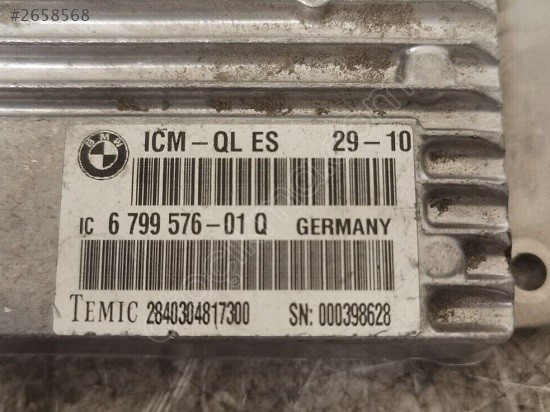 #2658568
BMW
ICM-QL ES 29-10
IC 6 799 576-01 Q GERMANY
TEMIC 2840304817300 SN: 000398628